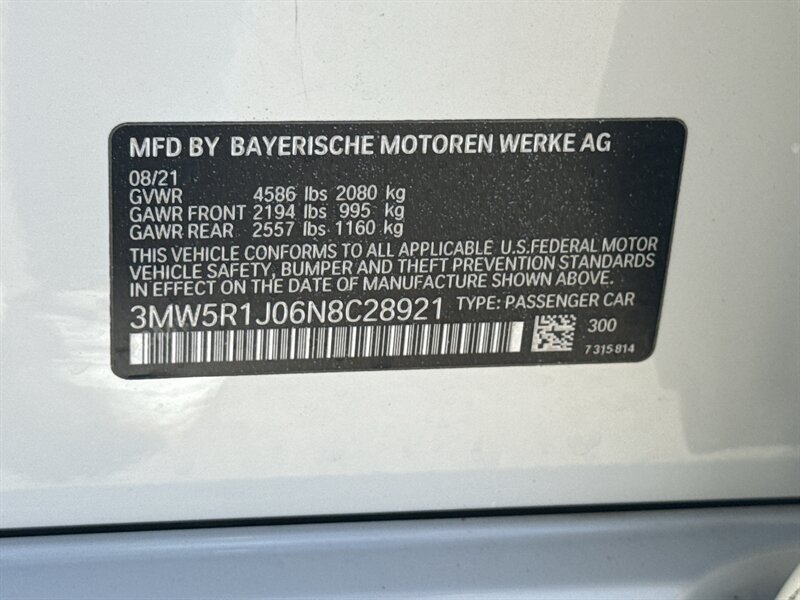 MFD BY BAYERISCHE MOTOREN WERKE AG
08/21
GVWR 4586 lbs 2080 kg
GAWR FRONT 2194 lbs 995 kg
GAWR REAR 2557 lbs 1160 kg
THIS VEHICLE CONFORMS TO ALL APPLICABLE U.S.FEDERAL MOTOR
VEHICLE SAFETY, BUMPER AND THEFT PREVENTION STANDARDS
IN EFFECT ON THE DATE OF MANUFACTURE SHOWN ABOVE.
3MW5R1J06N8C28921 TYPE: PASSENGER CAR
300
7315814